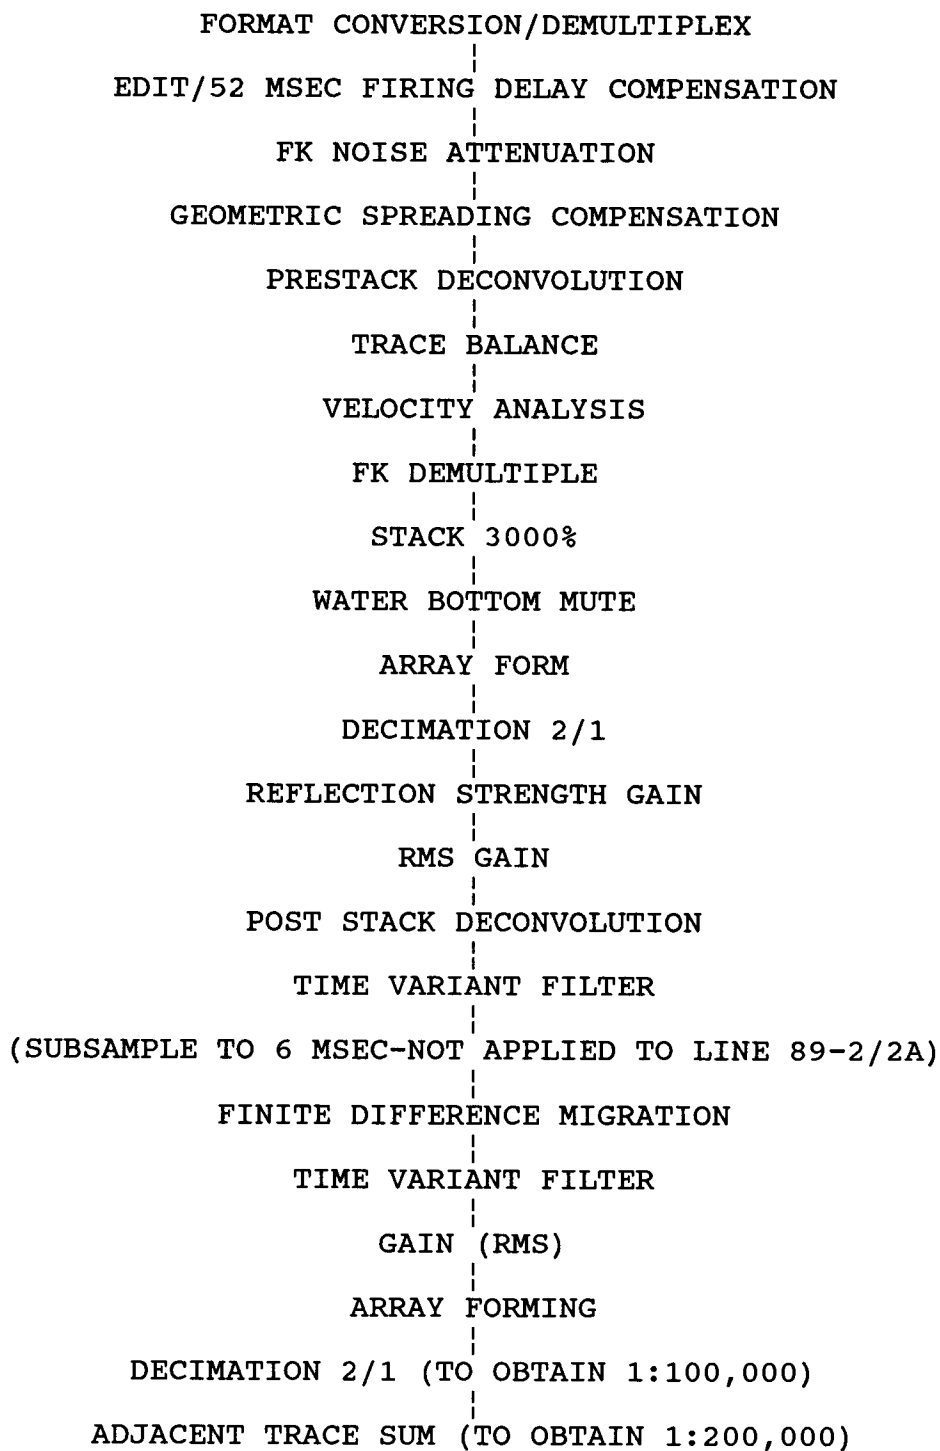 FORMAT CONVERSION/DEMULTIPLEX
EDIT/52 MSEC FIRING DELAY COMPENSATION
FK NOISE ATTENUATION
GEOMETRIC SPREADING COMPENSATION
PRESTACK DECONVOLUTION
TRACE BALANCE
VELOCITY ANALYSIS
FK DEMULTIPLE
STACK 3000%
WATER BOTTOM MUTE
ARRAY FORM
DECIMATION 2/1
REFLECTION STRENGTH GAIN
RMS GAIN
POST STACK DECONVOLUTION
TIME VARIANT FILTER
(SUBSAMPLE TO 6 MSEC-NOT APPLIED TO LINE 89-2/2A)
FINITE DIFFERENCE MIGRATION
TIME VARIANT FILTER
GAIN (RMS)
ARRAY FORMING
DECIMATION 2/1 (TO OBTAIN 1:100,000)
ADJACENT TRACE SUM (TO OBTAIN 1:200,000)